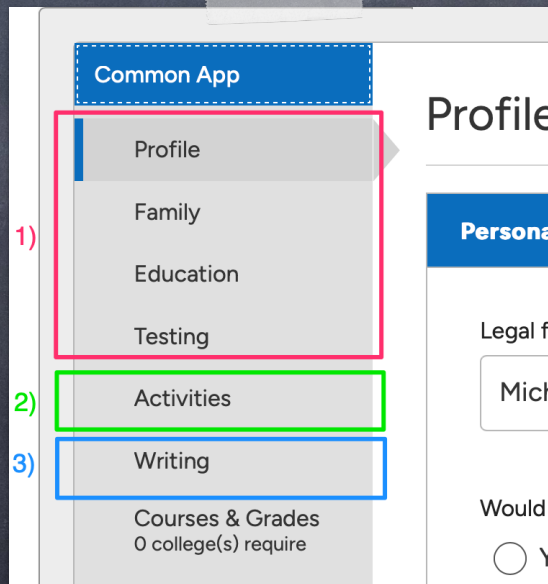 Common App
Profile
Profile
Persona
1)
Family
Education
Testing
Legal f
Mich
2)
Activities
3)
Writing
Would
Courses & Grades
0 college(s) require
Y